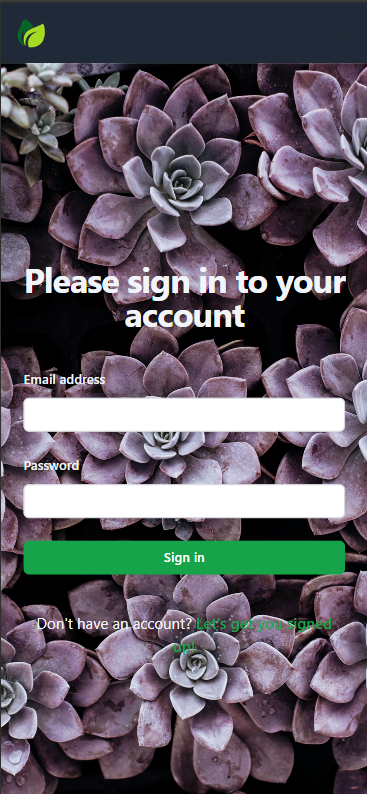 Please sign in to your
account
Email address
Password
Sign in
Don't have an account? Let's get you signed
up!